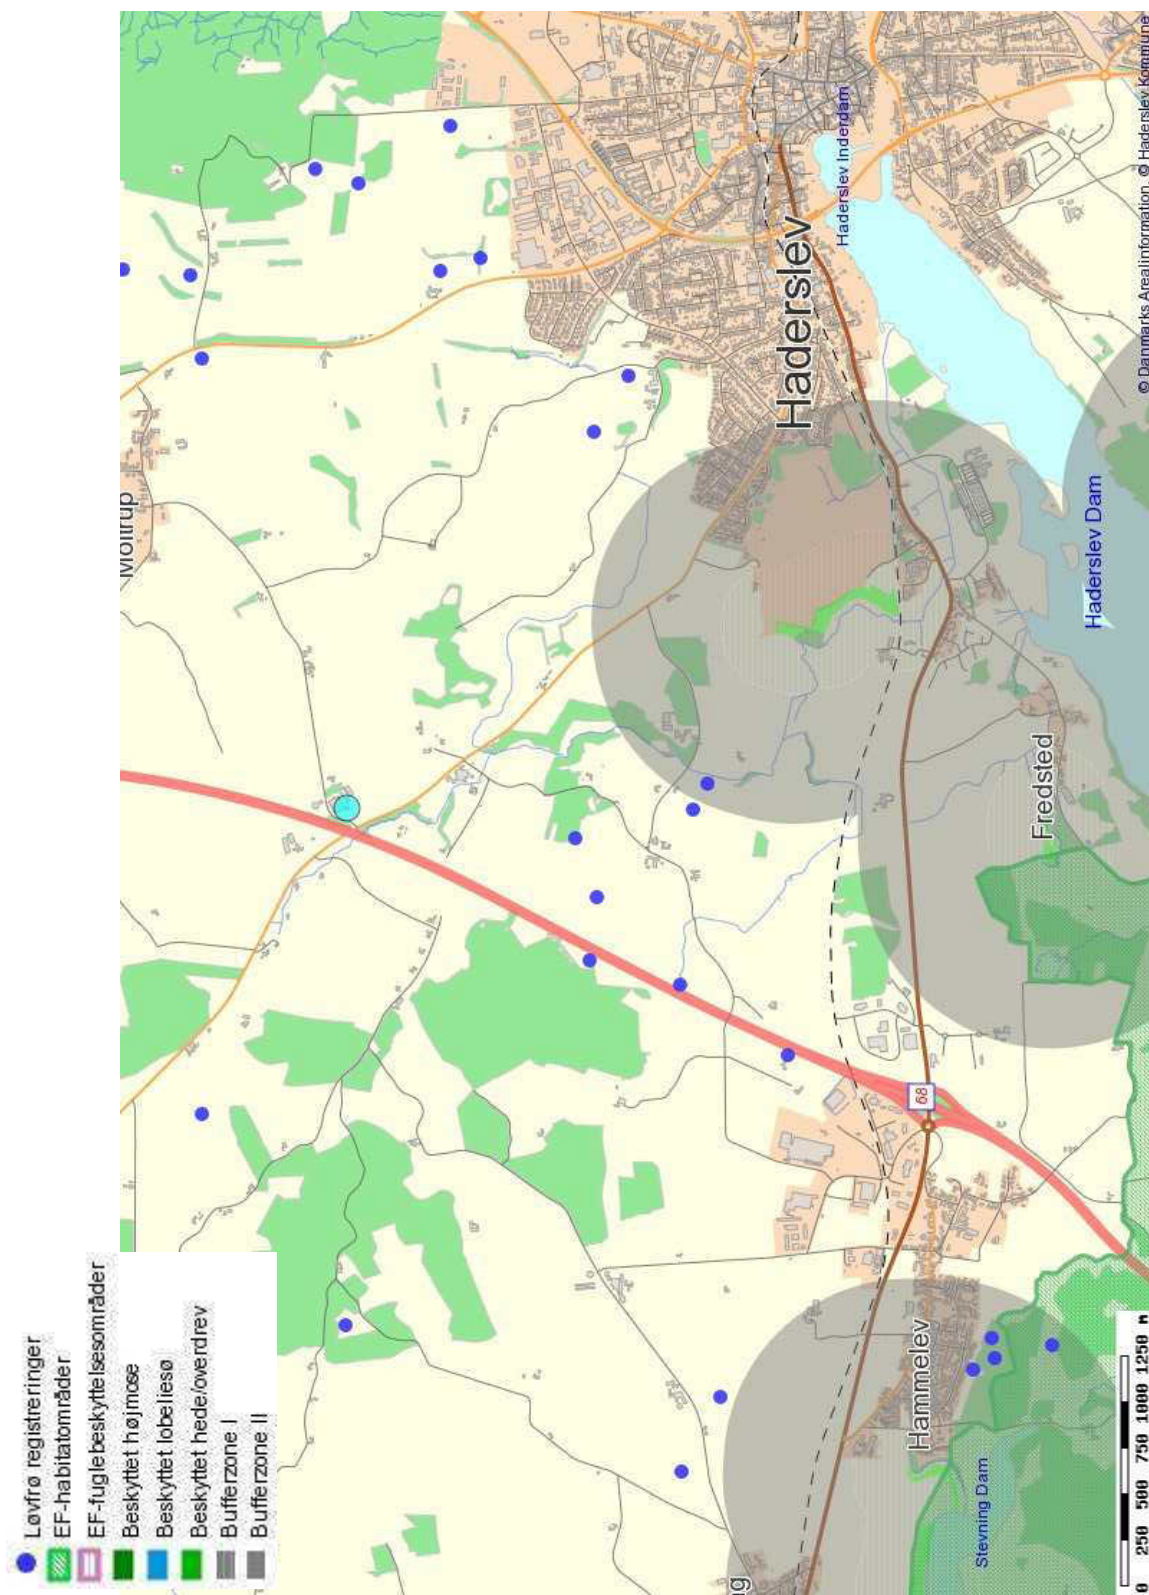 Løvfrø registreringer
EF-habitatområder
EF-fuglebeskyttelsesområder
Beskyttet højmose
Beskyttet lobeliesø
Beskyttet hede/overdrev
Bufferzone I
Bufferzone II
Moltrup
Haderslev
Haderslev Inderdam
Haderslev Dam
Fredsted
68
Hammelev
Stevning Dam
0 250 500 750 1000 1250 m
© Danmarks Arealinformation, © Haderslev Kommune